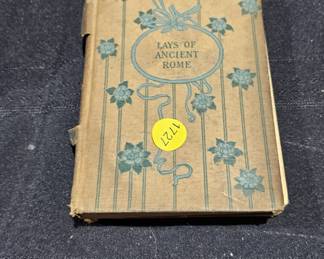 LAYS OF
ANCIENT
ROME
1727